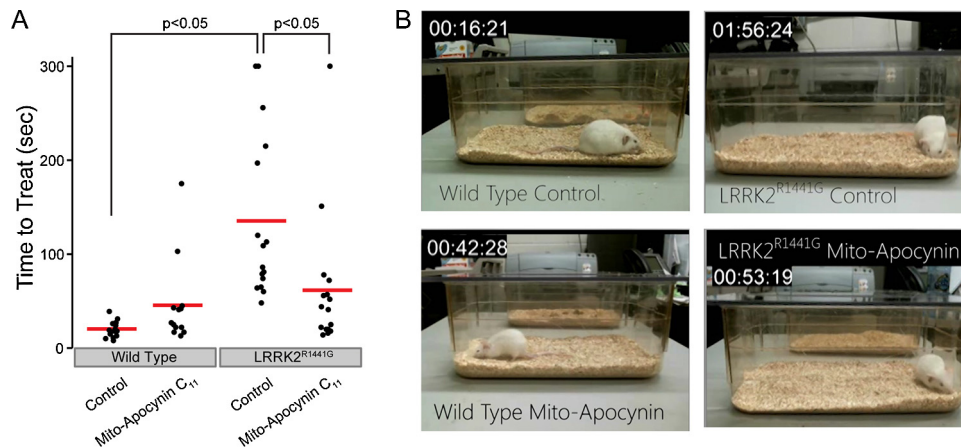 A
p<0.05 p<0.05
Time to Treat (sec)
300
200
100
0
Wild Type
LRRK2R1441G
Control
Mito-Apocynin C11
Control
Mito-Apocynin C11
B
00:16:21
Wild Type Control
01:56:24
LRRK2R1441G Control
00:42:28
Wild Type Mito-Apocynin
LRRK2R1441G Mito-Apocynin
00:53:19